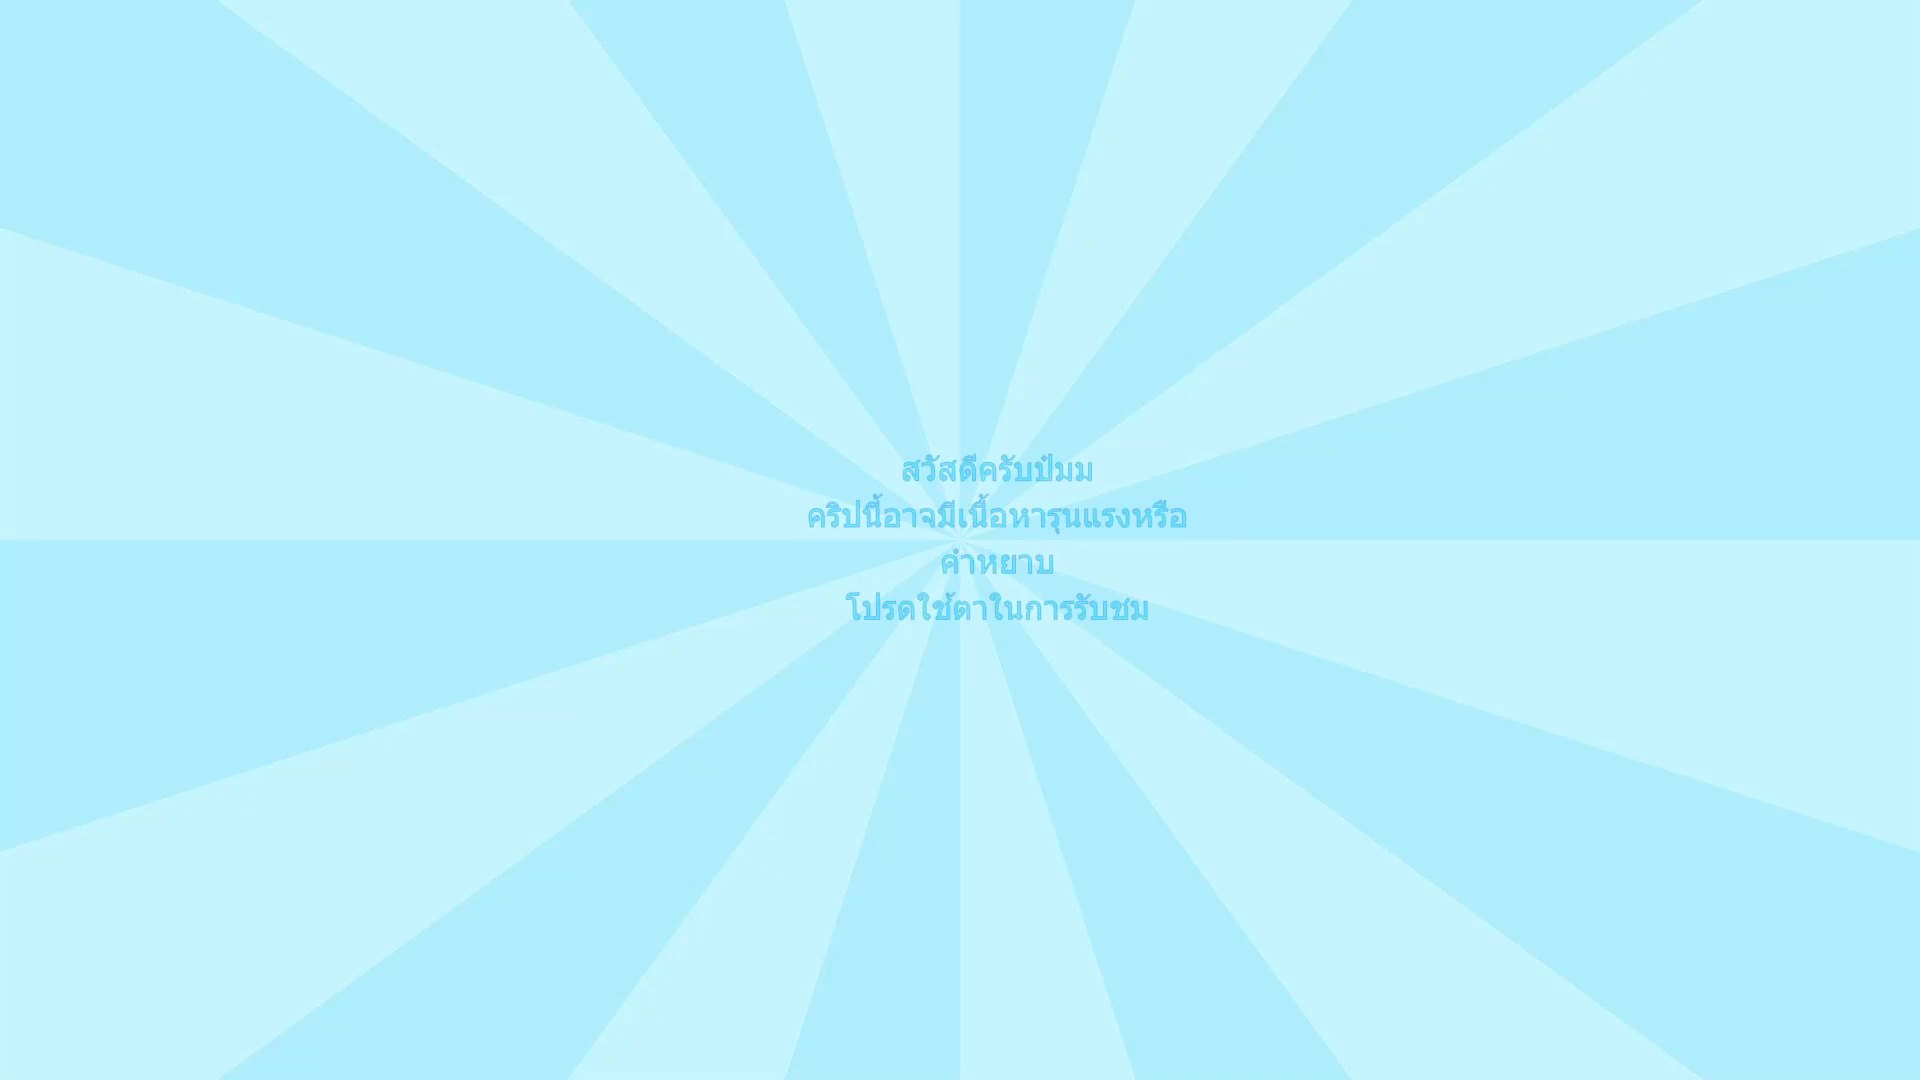 สวัสดีครับป๋มม
คริปนี้อาจมีเนื้อหารุนแรงหรือ
คำหยาบ
โปรดใช้ตาในการรับชม